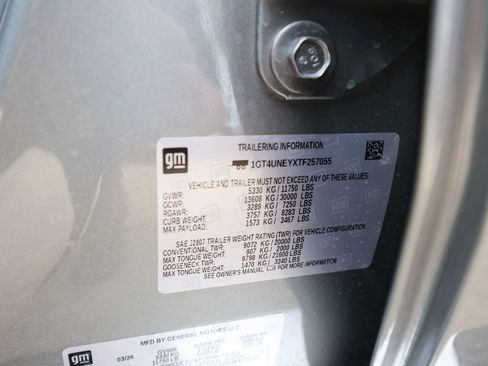 TRAILERING INFORMATION
gm
1GT4UNEYXTF257055
VEHICLE AND TRAILER MUST NOT EXCEED ANY OF THESE WEIGHTS
GVWR: 5330 KG/ 11750 LBS
GCWR: 13608 KG/ 30000 LBS
RGAWR: 3289 KG/ 7250 LBS
CURB WEIGHT: 3757 KG/ 8283 LBS
MAX PAYLOAD: 1573 KG/ 3467 LBS
SAE J2807 TRAILER WEIGHT RATING (TWR) FOR VEHICLE CONFIGURATION
CONVENTIONAL TWR: 9072 KG/ 20000 LBS
MAX TONGUE WEIGHT: 907 KG/ 2000 LBS
GOOSENECK TWR: 9798 KG/ 21600 LBS
MAX TONGUE WEIGHT: 1470 KG/ 3240 LBS
SEE OWNER'S MANUAL FOR MORE INFORMATION
gm
MFD BY GENERAL MOTORS LLC
03/26
GVWR
5330 KG